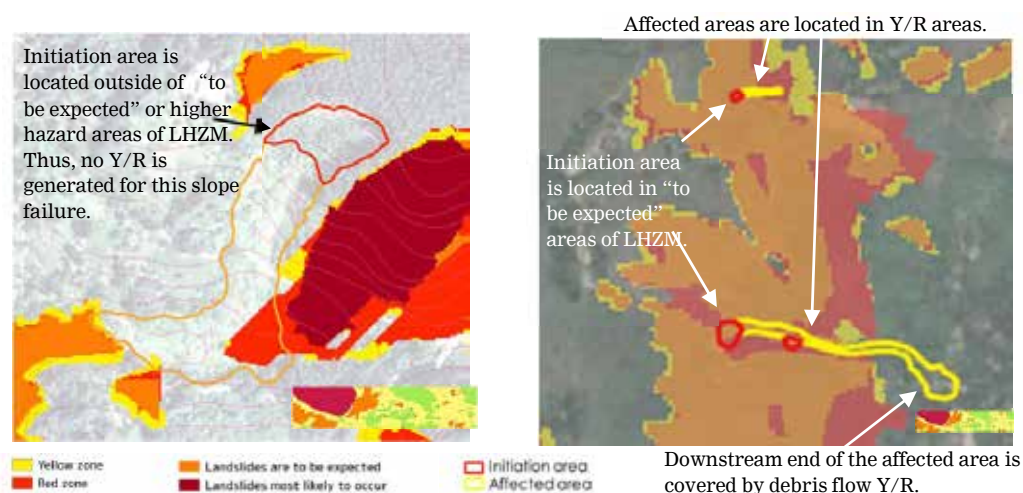 Affected areas are located in Y/R areas.
Initiation area is
located outside of “to
be expected” or higher
hazard areas of LHZM.
Thus, no Y/R is
generated for this slope
failure.
Initiation area
is located in “to
be expected”
areas of LHZM.
Yellow zone
Red zone
Landslides are to be expected
Landslides most likely to occur
Initiation area
Affected area
Downstream end of the affected area is
covered by debris flow Y/R.